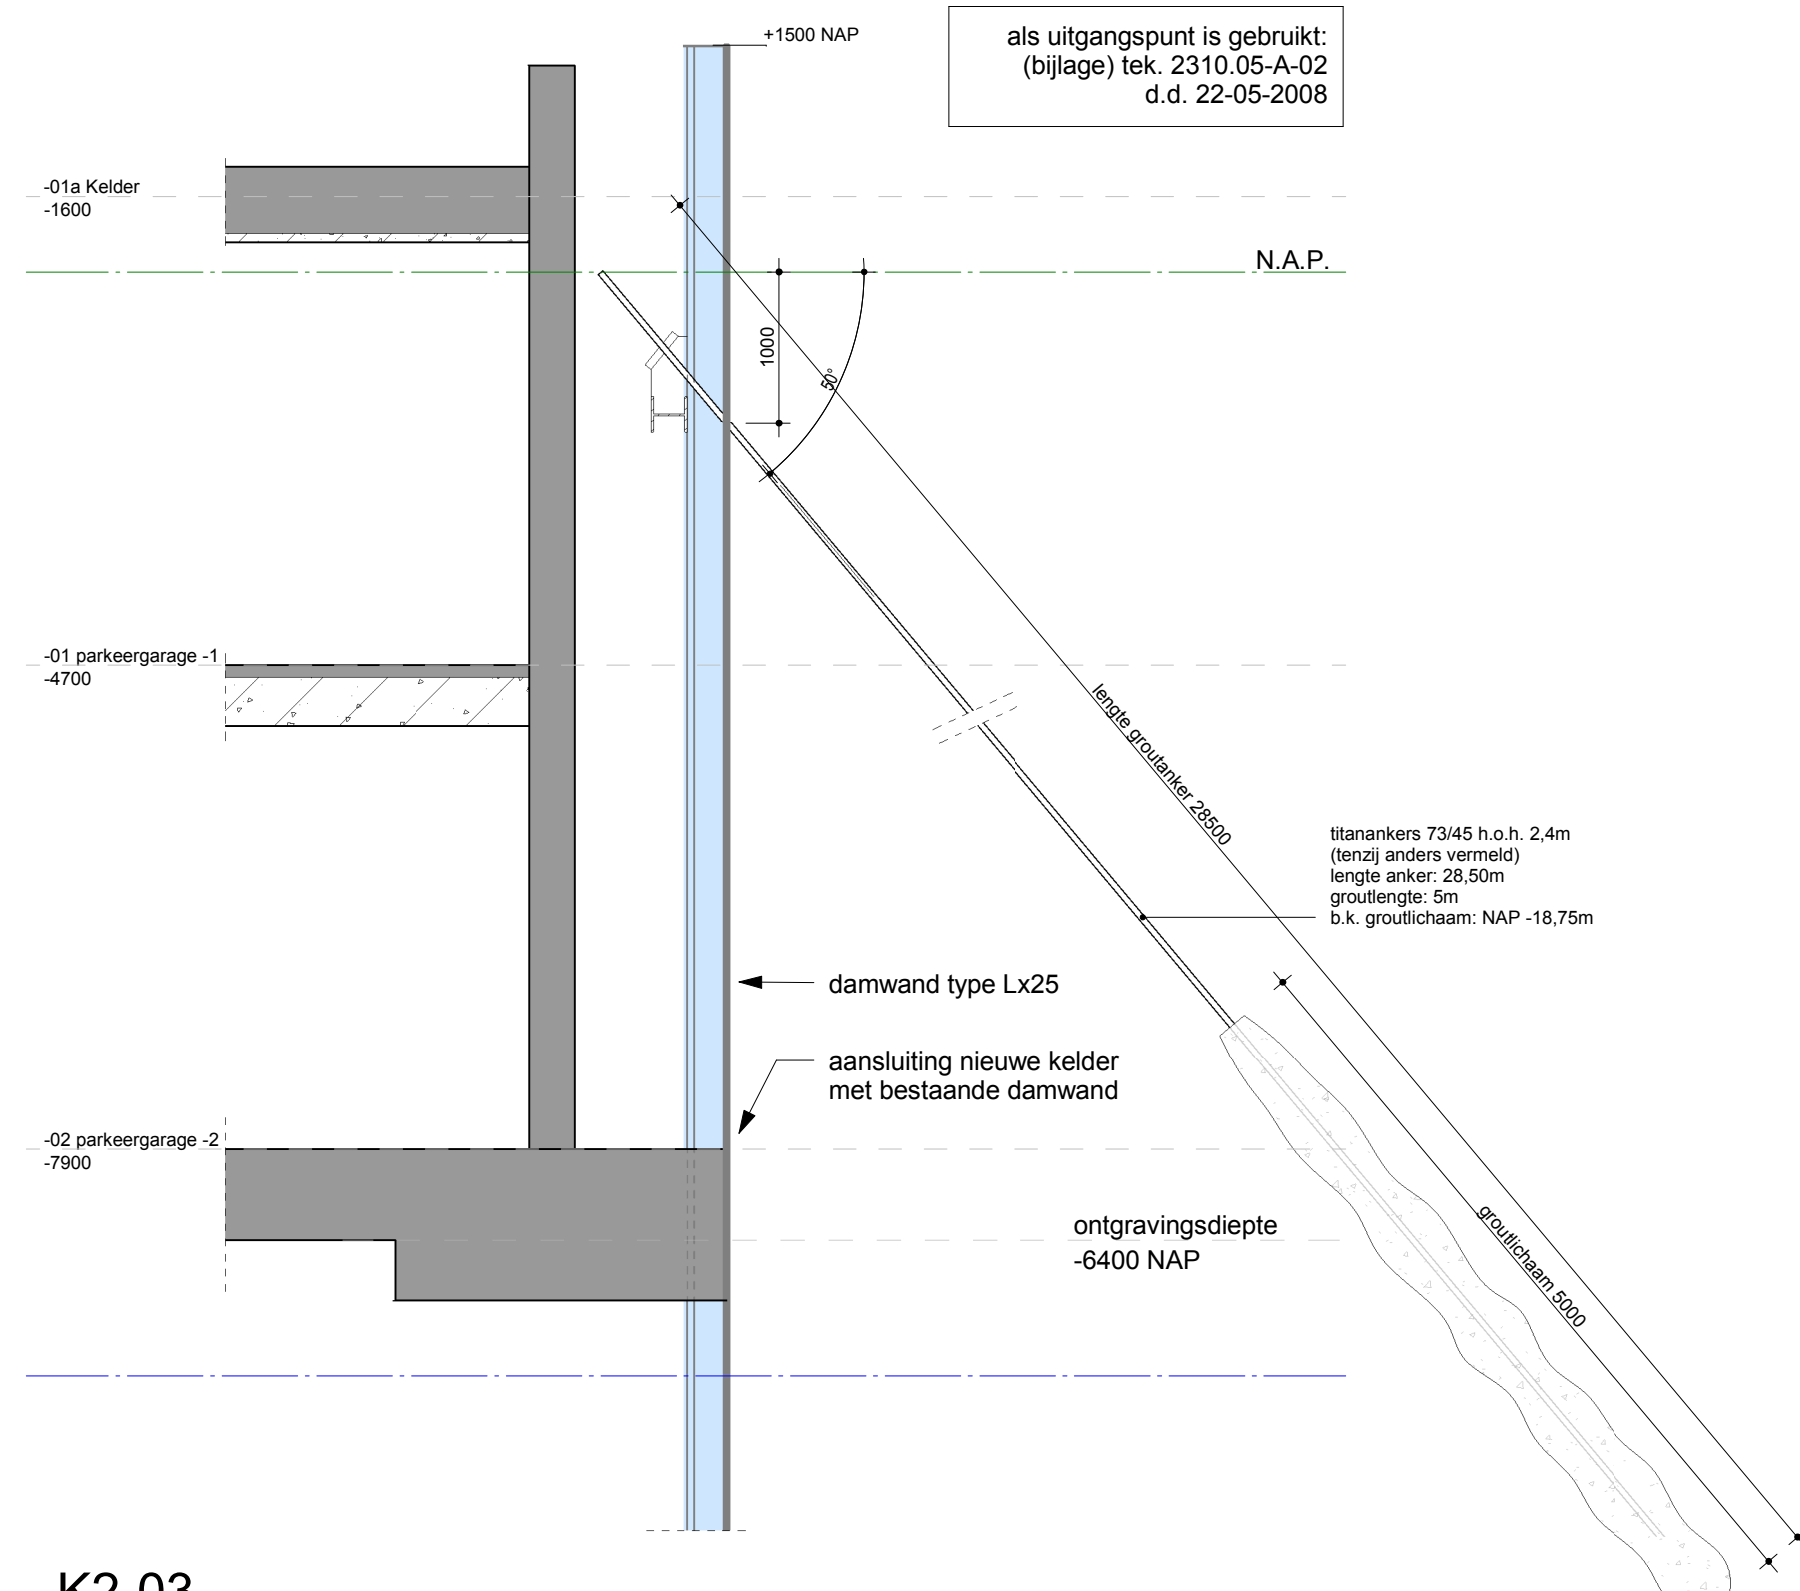 +1500 NAP
als uitgangspunt is gebruikt:
(bijlage) tek. 2310.05-A-02
d.d. 22-05-2008
-01a Kelder
-1600
N.A.P.
1000
50°
-01 parkeergarage -1
-4700
lengte groutanker 28500
titanankers 73/45 h.o.h. 2,4m
(tenzij anders vermeld)
lengte anker: 28,50m
groutlengte: 5m
b.k. groutlichaam: NAP -18,75m
damwand type Lx25
aansluiting nieuwe kelder
met bestaande damwand
-02 parkeergarage -2
-7900
ontgravingsdiepte
-6400 NAP
groutlichaam 5000
K2-03